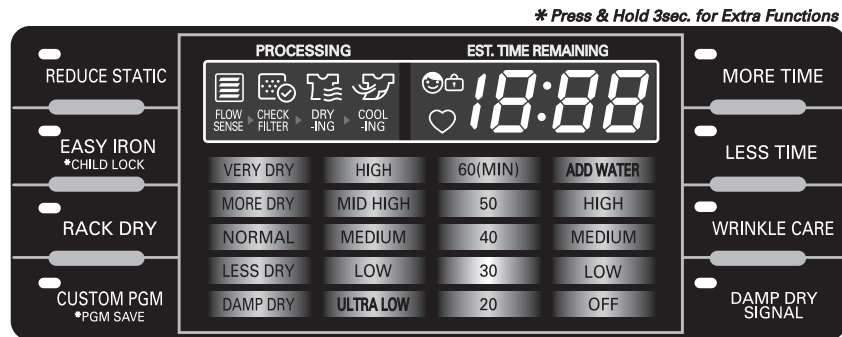 * Press & Hold 3sec. for Extra Functions
REDUCE STATIC
EASY IRON
*CHILD LOCK
RACK DRY
CUSTOM PGM
*PGM SAVE
PROCESSING EST. TIME REMAINING
FLOW SENSE
CHECK FILTER
DRY -ING
COOL -ING
18:88
VERY DRY HIGH 60(MIN) ADD WATER
MORE DRY MID HIGH 50 HIGH
NORMAL MEDIUM 40 MEDIUM
LESS DRY LOW 30 LOW
DAMP DRY ULTRA LOW 20 OFF
MORE TIME
LESS TIME
WRINKLE CARE
DAMP DRY
SIGNAL